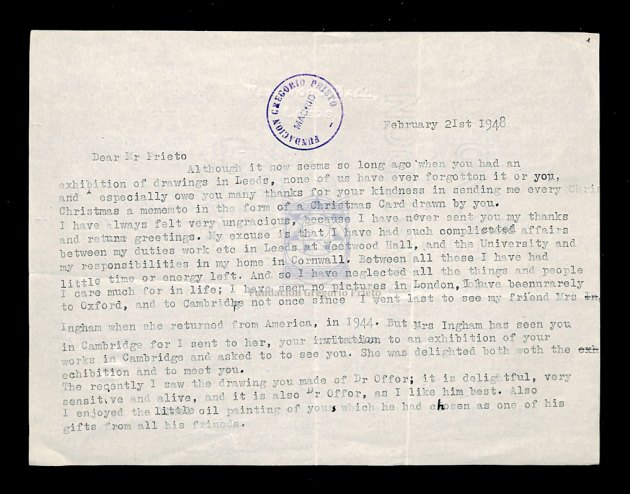 FUNDACION GREGORIO PRIETO
MADRID
February 21st 1948
Dear Mr Prieto
Although it now seems so long ago when you had an
exhibition of drawings in Leeds, none of us have ever forgotton it or you,
and I especially owe you many thanks for your kindness in sending me every Chris
Christmas a memento in the form of a Christmas Card drawn by you.
I have always felt very ungracious, because I have never sent you my thanks
and return greetings. My excuse is that I have had such complicated affairs
between my duties work etc in Leeds at Weetwood Hall, and the University and
my responsibilities in my home in Cornwall. Between all these I have had
little time or energy left. And so I have neglected all the things and people
I care much for in life; I have seen no pictures in London, I have beennrarely
Fundación Gregorio Prieto
to Oxford, and to Cambridge not once since I went last to see my friend Mrs
Ingham when she returned from America, in 1944. But Mrs Ingham has seen you
in Cambridge for I sent to her, your invitation to an exhibition of your
works in Cambridge and asked to to see you. She was delighted both woth the exh
echibition and to meet you.
The recently I saw the drawing you made of Dr Offor; it is delightful, very
sensitive and alive, and it is also Dr Offor, as I like him best. Also
I enjoyed the little oil painting of yours which he had chosen as one of his
gifts from all his friends.